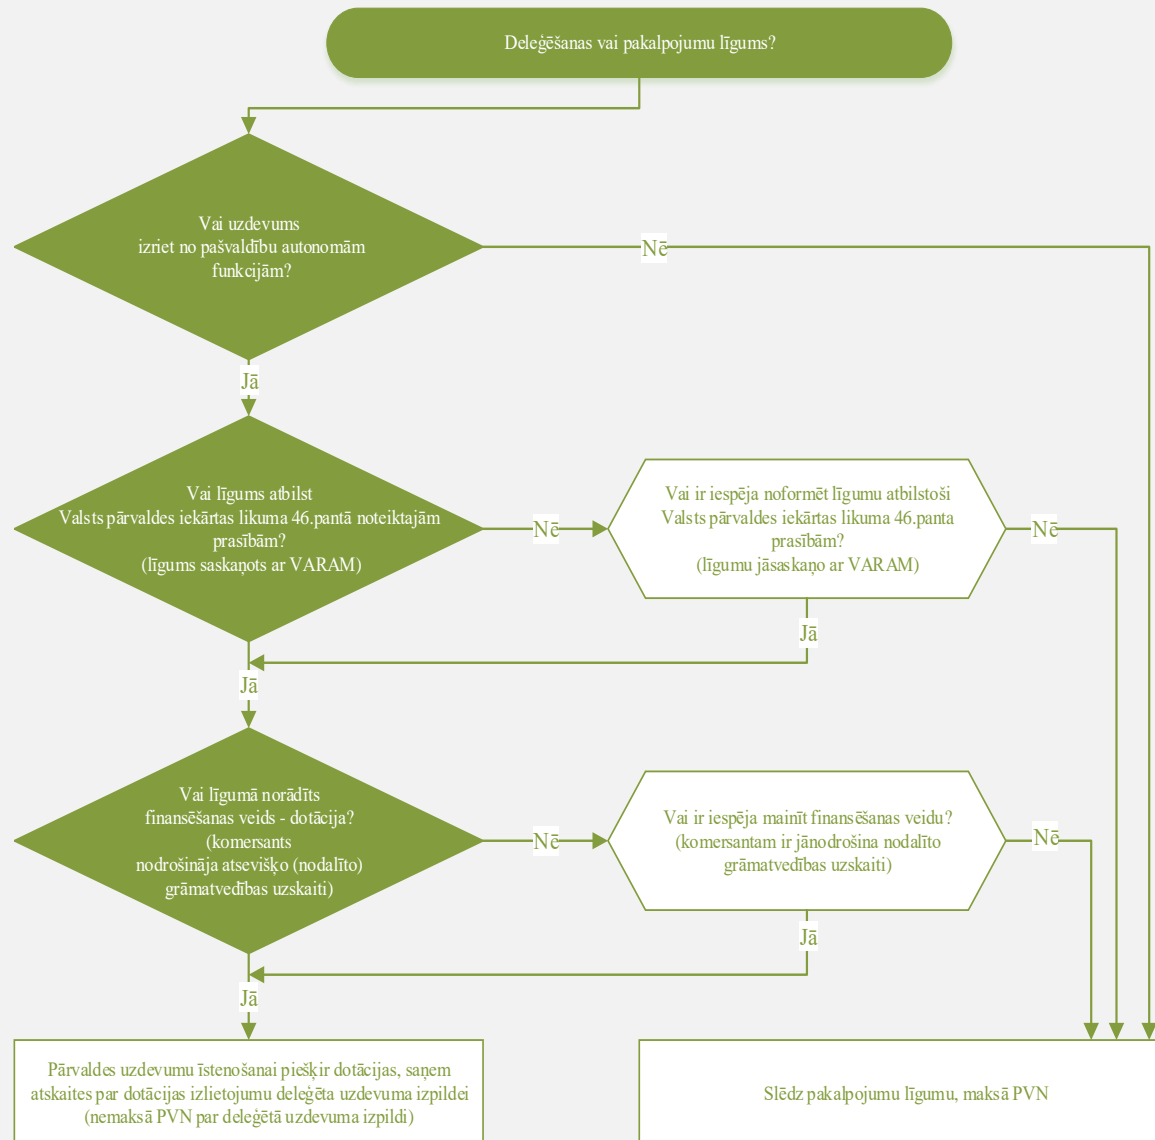 Deleģēšanas vai pakalpojumu līgums?
Vai uzdevums
izriet no pašvaldību autonomām
funkcijām?
Nē
Jā
Vai līgums atbilst
Valsts pārvaldes iekārtas likuma 46.pantā noteiktajām
prasībām?
(līgums saskaņots ar VARAM)
Nē
Vai ir iespēja noformēt līgumu atbilstoši
Valsts pārvaldes iekārtas likuma 46.panta
prasībām?
(līgumu jāsaskaņo ar VARAM)
Nē
Jā
Jā
Vai līgumā norādīts
finansēšanas veids - dotācija?
(komersants
nodrošināja atsevišķo (nodalīto)
grāmatvedības uzskaiti)
Nē
Vai ir iespēja mainīt finansēšanas veidu?
(komersantam ir jānodrošina nodalīto
grāmatvedības uzskaiti)
Nē
Jā
Jā
Pārvaldes uzdevumu īstenošanai piešķir dotācijas, saņem
atskaites par dotācijas izlietojumu deleģēta uzdevuma izpildei
(nemaksā PVN par deleģētā uzdevuma izpildi)
Slēdz pakalpojumu līgumu, maksā PVN